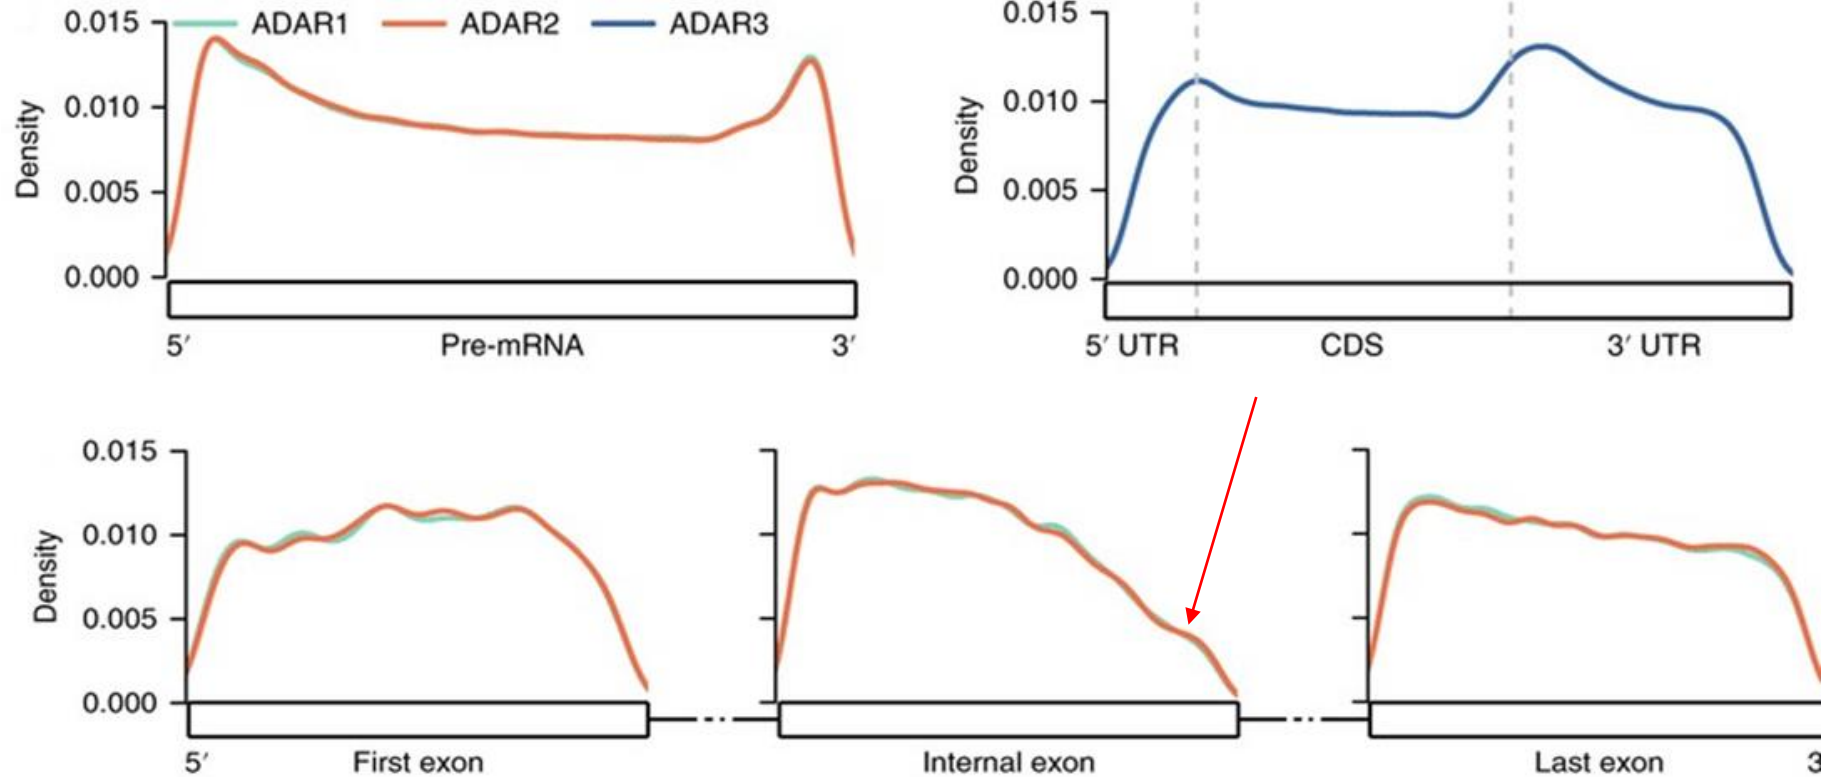 ADAR1 ADAR2 ADAR3
Density
0.015
0.010
0.005
0.000
5′ Pre-mRNA 3′
Density
0.015
0.010
0.005
0.000
5′ UTR CDS 3′ UTR
Density
0.015
0.010
0.005
0.000
5′ First exon Internal exon Last exon 3